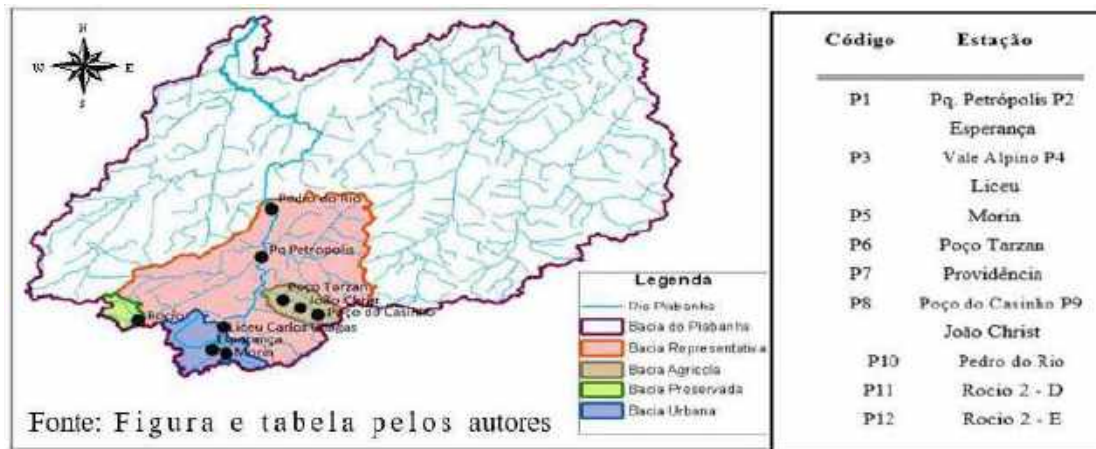 N
W E
S
Pedro do Rio
Pq Petrópolis
Poço Tarzan
João Christ
Poço do Casinho
Rocio
Liceu Carlos Chagas
Esperança
Morin
Legenda
Rio Piabanha
Bacia do Piabanha
Bacia Representativa
Bacia Agrícola
Bacia Preservada
Bacia Urbana
Fonte: Figura e tabela pelos autores
Código Estação
P1 Pq. Petrópolis P2
Esperança
P3 Vale Alpino P4
Liceu
P5 Morin
P6 Poço Tarzan
P7 Providência
P8 Poço do Casinho P9
João Christ
P10 Pedro do Rio
P11 Rocio 2 - D
P12 Rocio 2 - E